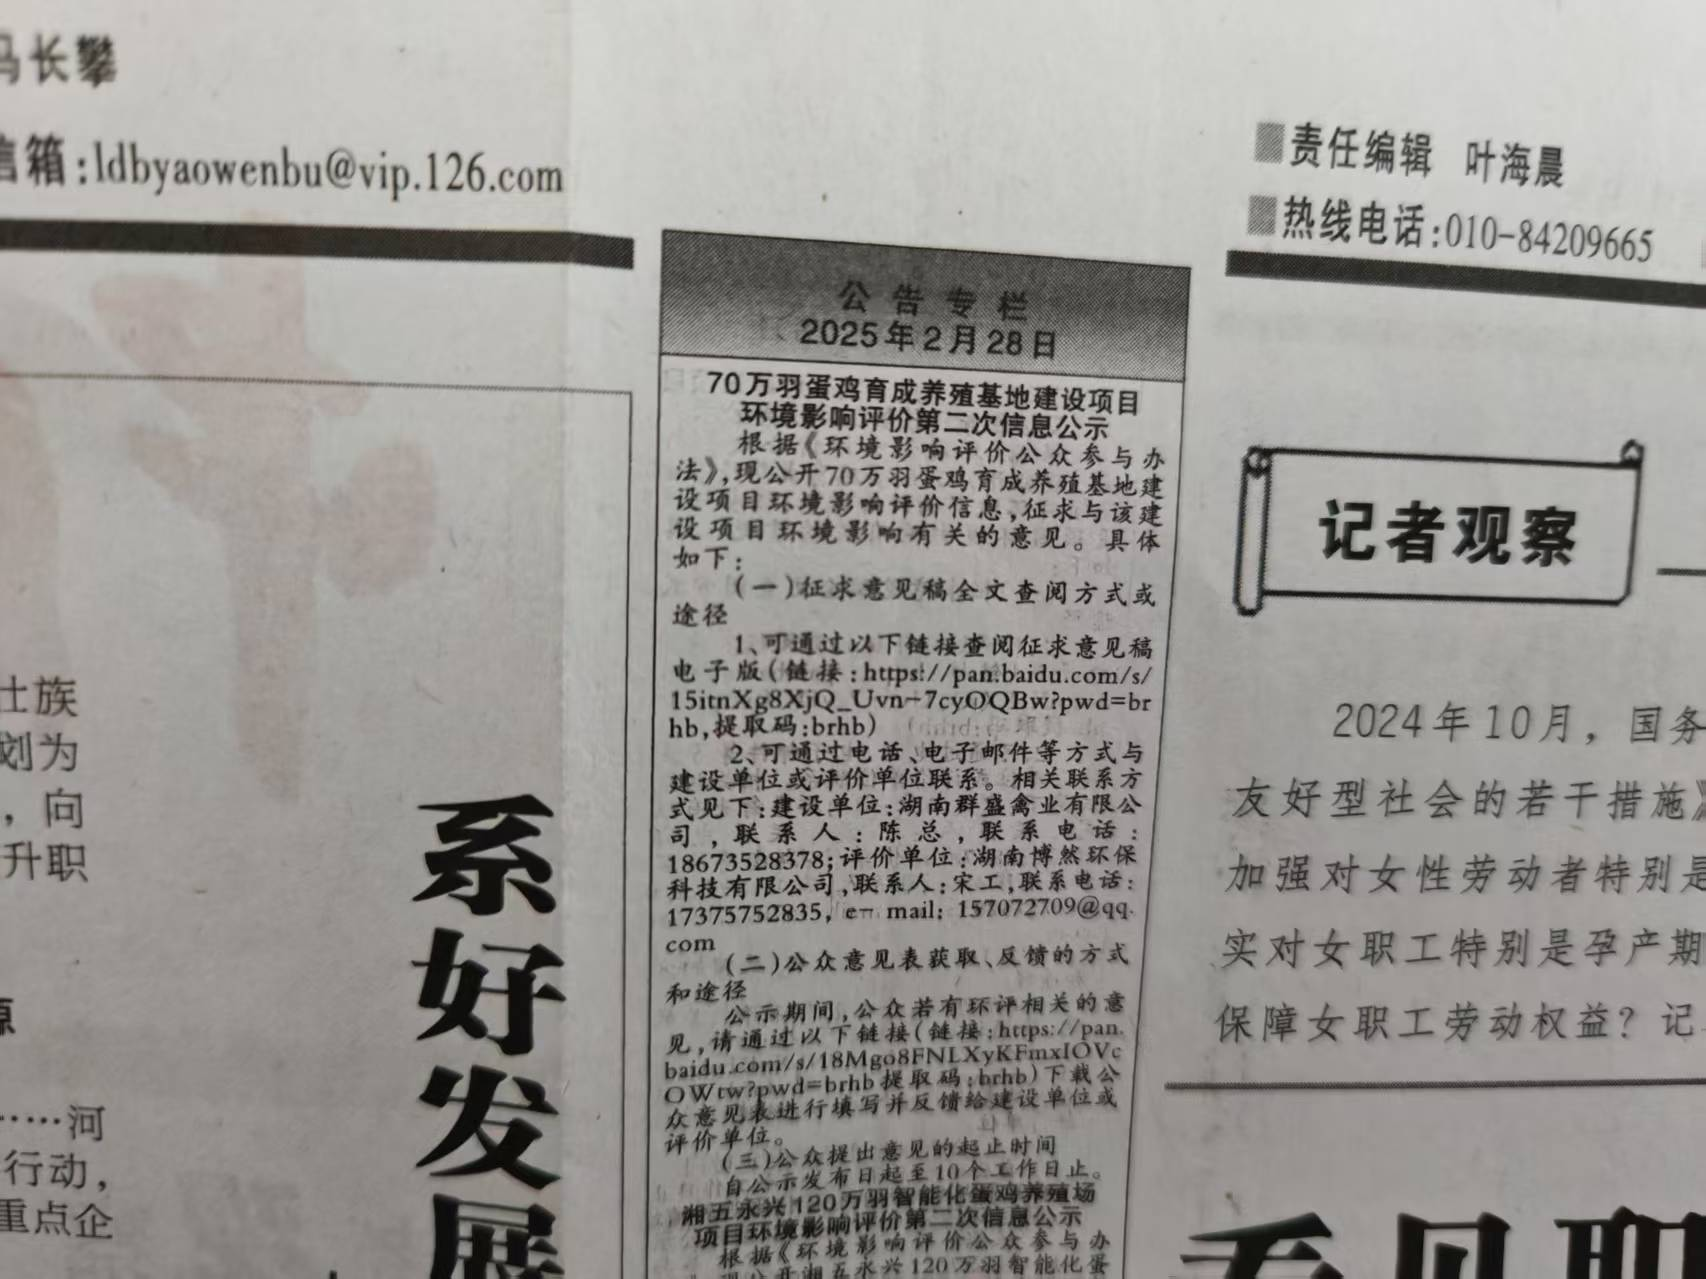 马长攀
信箱:ldbyaowenbu@vip.126.com
责任编辑 叶海晨
热线电话:010-84209665
公告专栏
2025年2月28日
70万羽蛋鸡育成养殖基地建设项目
环境影响评价第二次信息公示
根据《环境影响评价公众参与办
法》,现公开70万羽蛋鸡育成养殖基地建
设项目环境影响评价信息,征求与该建
设项目环境影响有关的意见。具体
如下:
(一)征求意见稿全文查阅方式或
途径
1、可通过以下链接查阅征求意见稿
电子版(链接:https://pan.baidu.com/s/
15itnXg8XjQ_Uvn-7cyOQBw?pwd=br
hb,提取码:brhb)
2、可通过电话、电子邮件等方式与
建设单位或评价单位联系。相关联系方
式见下:建设单位:湖南群盛禽业有限公
司,联系人:陈总,联系电话:
18673528378;评价单位:湖南博然环保
科技有限公司,联系人:宋工,联系电话:
17375752835, e- mail: 157072709@qq.
com
(二)公众意见表获取、反馈的方式
和途径
公示期间,公众若有环评相关的意
见,请通过以下链接(链接:https://pan.
baidu.com/s/18Mgo8FNLXyKFmxIOVc
OWtw?pwd=brhb 提取码:brhb)下载公
众意见表进行填写并反馈给建设单位或
评价单位。
(三)公众提出意见的起止时间
自公示发布日起至10个工作日止。
湘五永兴120万羽智能化蛋鸡养殖场
项目环境影响评价第二次信息公示
根据《环境影响评价公众参与办
法》,现公开湘五永兴120万羽智能化蛋
壮族
划为
,向
升职
源
……河
行动,
重点企
系好发展
记者观察
2024年10月,国务
友好型社会的若干措施》
加强对女性劳动者特别是
实对女职工特别是孕产期
保障女职工劳动权益?记
看见职